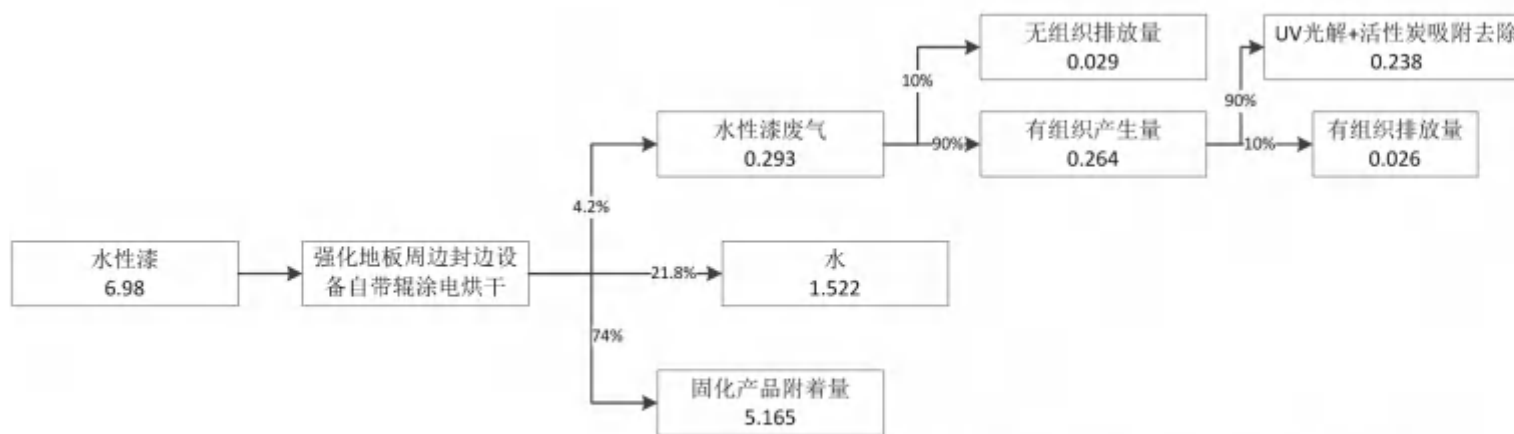 无组织排放量
0.029
UV光解+活性炭吸附去除
0.238
10%
90%
水性漆废气
0.293
90%
有组织产生量
0.264
10%
有组织排放量
0.026
4.2%
水性漆
6.98
强化地板周边封边设
备自带辊涂电烘干
21.8%
水
1.522
74%
固化产品附着量
5.165